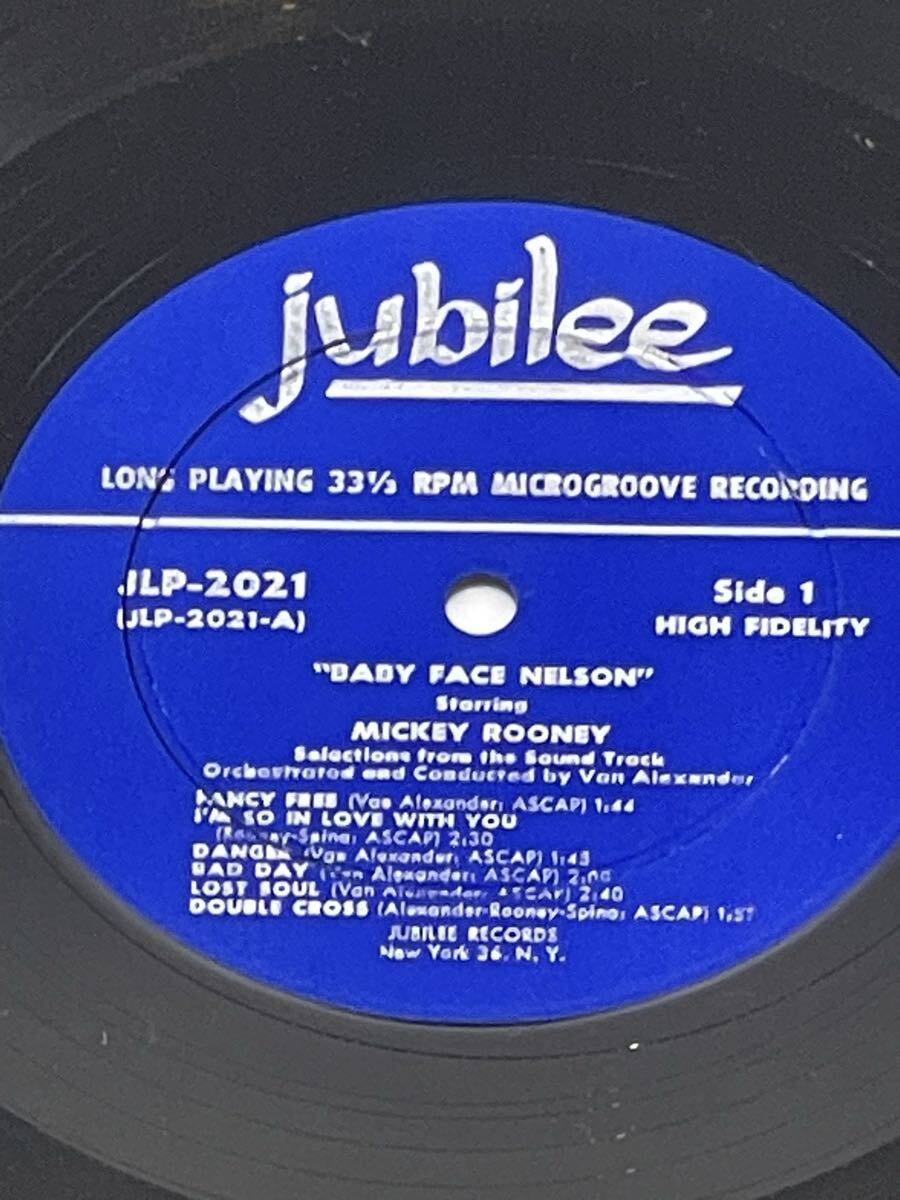 jubilee
LONG PLAYING 33⅓ RPM MICROGROOVE RECORDING
JLP-2021
(JLP-2021-A)
Side 1
HIGH FIDELITY
"BABY FACE NELSON"
Starring
MICKEY ROONEY
Selections from the Sound Track
Orchestrated and Conducted by Van Alexander
FANCY FREE (Van Alexander: ASCAP) 1:44
I'M SO IN LOVE WITH YOU
(Rooney-Spina: ASCAP) 2:30
DANGER (Van Alexander: ASCAP) 1:43
BAD DAY (Van Alexander: ASCAP)
LOST SOUL (Van Alexander: ASCAP) 2:40
DOUBLE CROSS (Alexander-Rooney-Spina: ASCAP) 1:57
JUBILEE RECORDS
New York 36, N. Y.